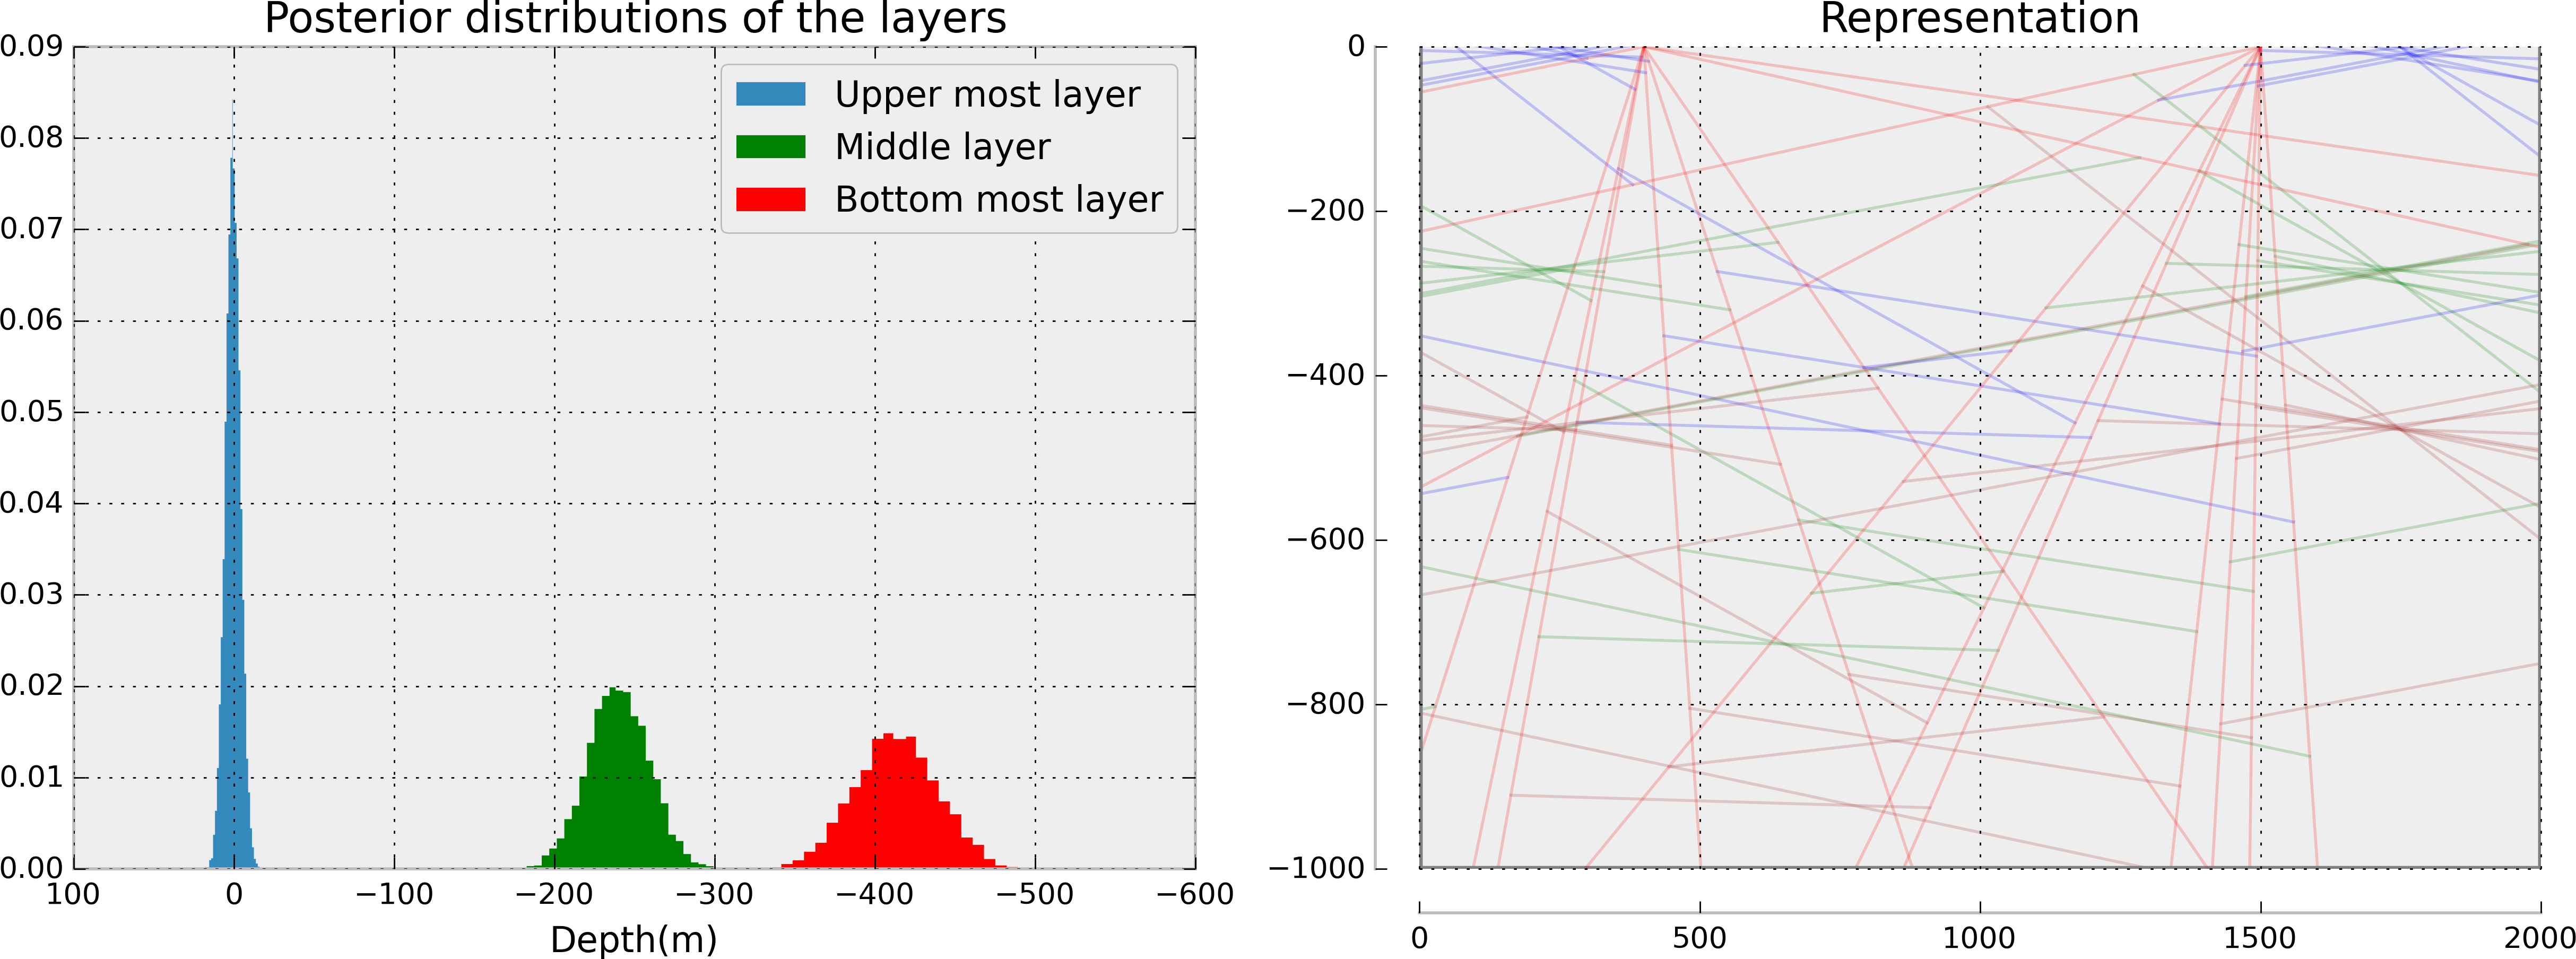 Posterior distributions of the layers
0.09
0.08
0.07
0.06
0.05
0.04
0.03
0.02
0.01
0.00
100 0 −100 −200 −300 −400 −500 −600
Depth(m)
Upper most layer
Middle layer
Bottom most layer
Representation
0
−200
−400
−600
−800
−1000
0 500 1000 1500 2000